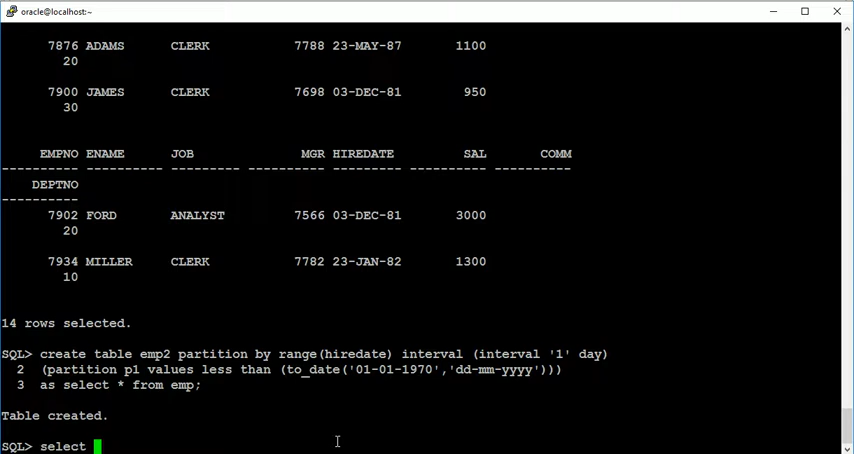 oracle@localhost:~
7876 ADAMS CLERK 7788 23-MAY-87 1100
20
7900 JAMES CLERK 7698 03-DEC-81 950
30
EMPNO ENAME JOB MGR HIREDATE SAL COMM
---------- ---------- --------- ---------- --------- ---------- ----------
DEPTNO
----------
7902 FORD ANALYST 7566 03-DEC-81 3000
20
7934 MILLER CLERK 7782 23-JAN-82 1300
10
14 rows selected.
SQL> create table emp2 partition by range(hiredate) interval (interval '1' day)
2 (partition p1 values less than (to_date('01-01-1970','dd-mm-yyyy')))
3 as select * from emp;
Table created.
SQL> select